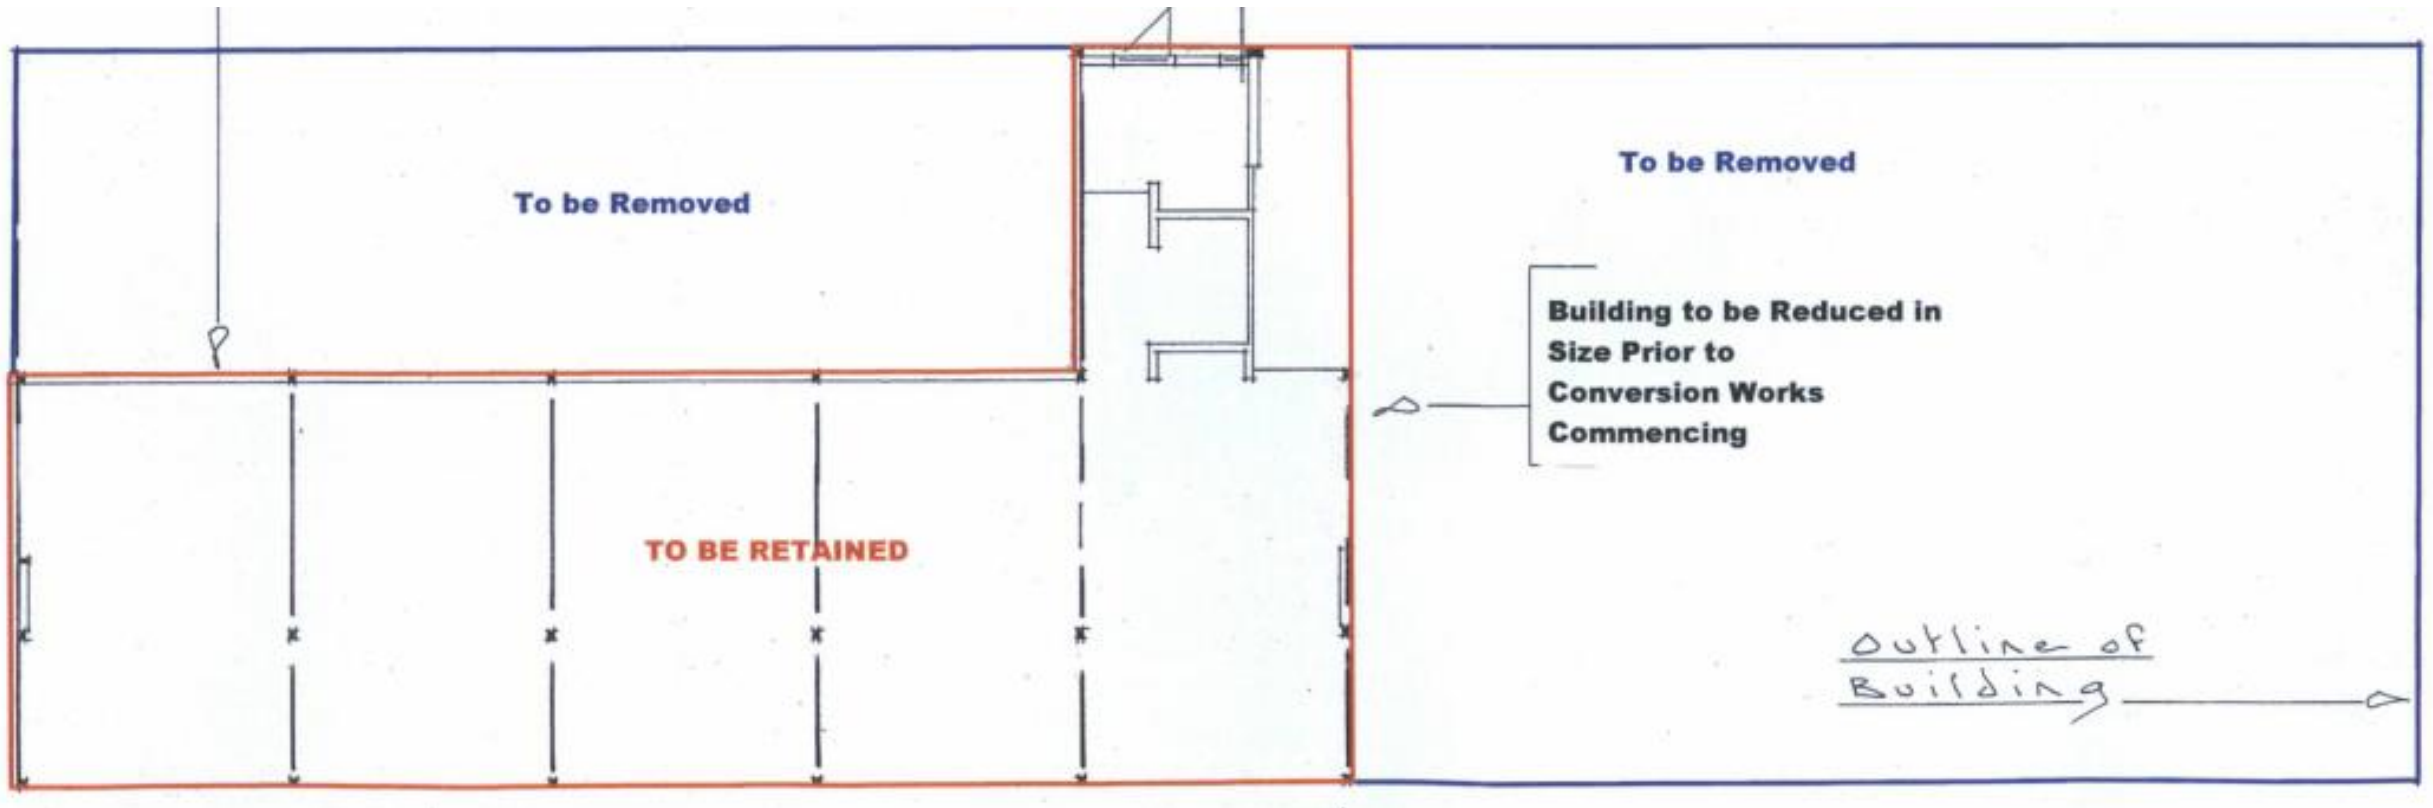 To be Removed
To be Removed
Building to be Reduced in
Size Prior to
Conversion Works
Commencing
TO BE RETAINED
Outline of
Building